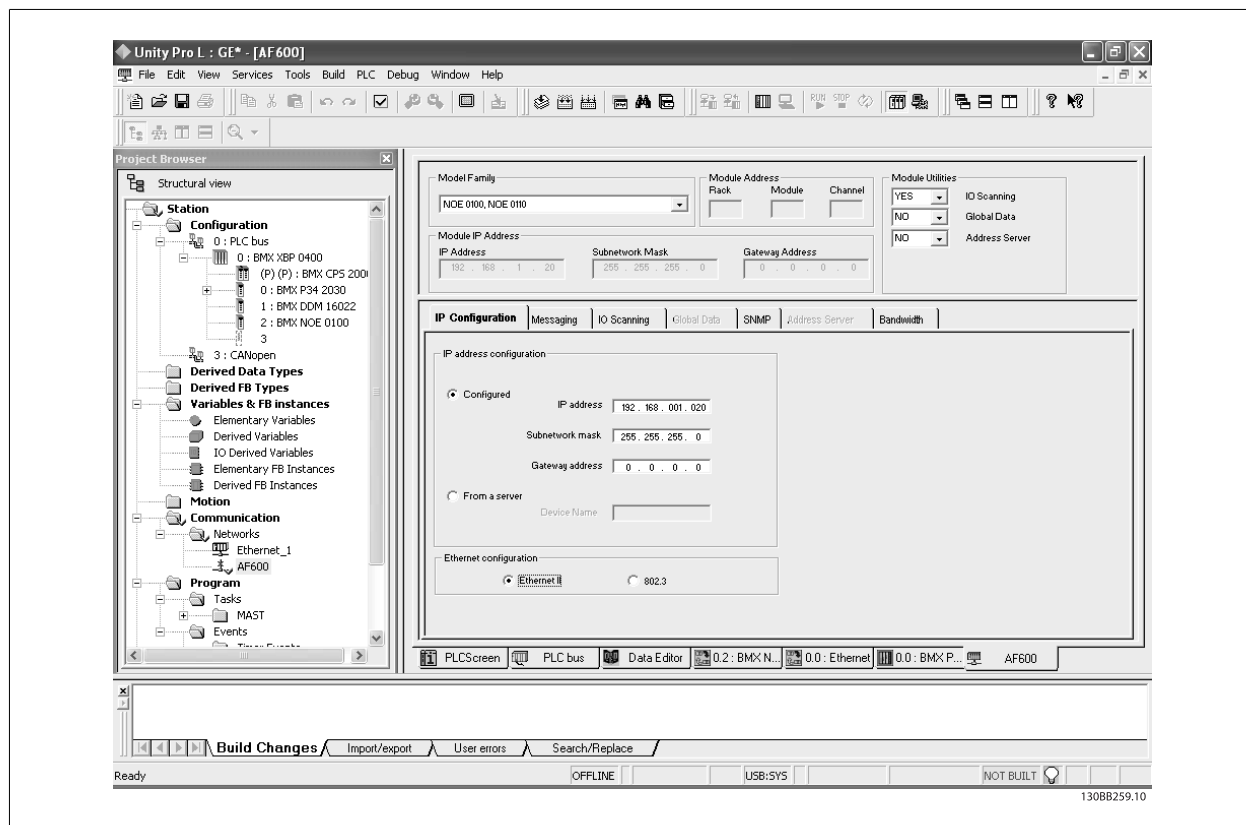 Unity Pro L : GE* - [AF600]
File Edit View Services Tools Build PLC Debug Window Help
RUN STOP
Project Browser
Structural view
Station
Configuration
0 : PLC bus
0 : BMX XBP 0400
(P) (P) : BMX CPS 200
0 : BMX P34 2030
1 : BMX DDM 16022
2 : BMX NOE 0100
3
3 : CANopen
Derived Data Types
Derived FB Types
Variables & FB instances
Elementary Variables
Derived Variables
IO Derived Variables
Elementary FB Instances
Derived FB Instances
Motion
Communication
Networks
Ethernet_1
AF600
Program
Tasks
MAST
Events
Model Family
NOE 0100, NOE 0110
Module Address
Rack Module Channel
Module Utilities
YES IO Scanning
NO Global Data
NO Address Server
Module IP Address
IP Address Subnetwork Mask Gateway Address
192 . 168 . 1 . 20 255 . 255 . 255 . 0 0 . 0 . 0 . 0
IP Configuration Messaging IO Scanning Global Data SNMP Address Server Bandwidth
IP address configuration
Configured
IP address 192 . 168 . 001 . 020
Subnetwork mask 255 . 255 . 255 . 0
Gateway address 0 . 0 . 0 . 0
From a server
Device Name
Ethernet configuration
Ethernet II 802.3
PLCScreen PLC bus Data Editor 0.2 : BMX N... 0.0 : Ethernet 0.0 : BMX P... AF600
Build Changes Import/export User errors Search/Replace
Ready OFFLINE USB:SYS NOT BUILT
130BB259.10